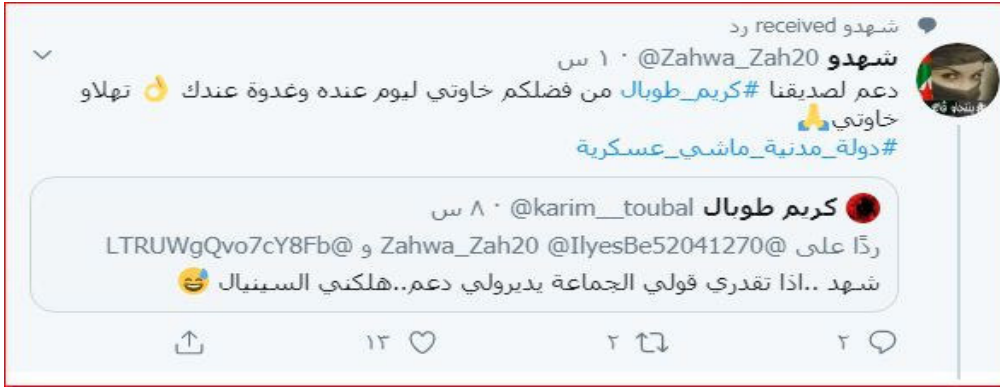 شهدو received رد
شهدو @Zahwa_Zah20 · ١ س
دعم لصديقنا #كريم_طوبال من فضلكم خاوتي ليوم عنده وغدوة عندك 👌 تهلاو
خاوتي🙏
#دولة_مدنية_ماشي_عسكرية
كريم طوبال @karim__toubal · ٨ س
ردًا على @Zahwa_Zah20 @IlyesBe52041270 و @LTRUWgQvo7cY8Fb
شهد ..اذا تقدري قولي الجماعة يديرولي دعم..هلكني السينيال 😅
٢ ٢ ١٣